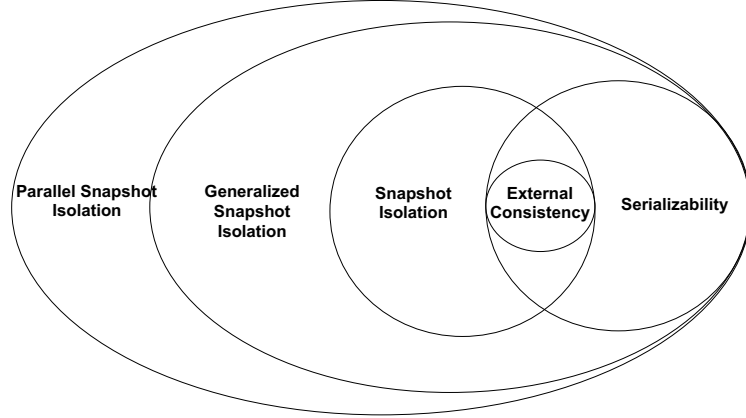 Parallel Snapshot
Isolation
Generalized
Snapshot
Isolation
Snapshot
Isolation
External
Consistency
Serializability